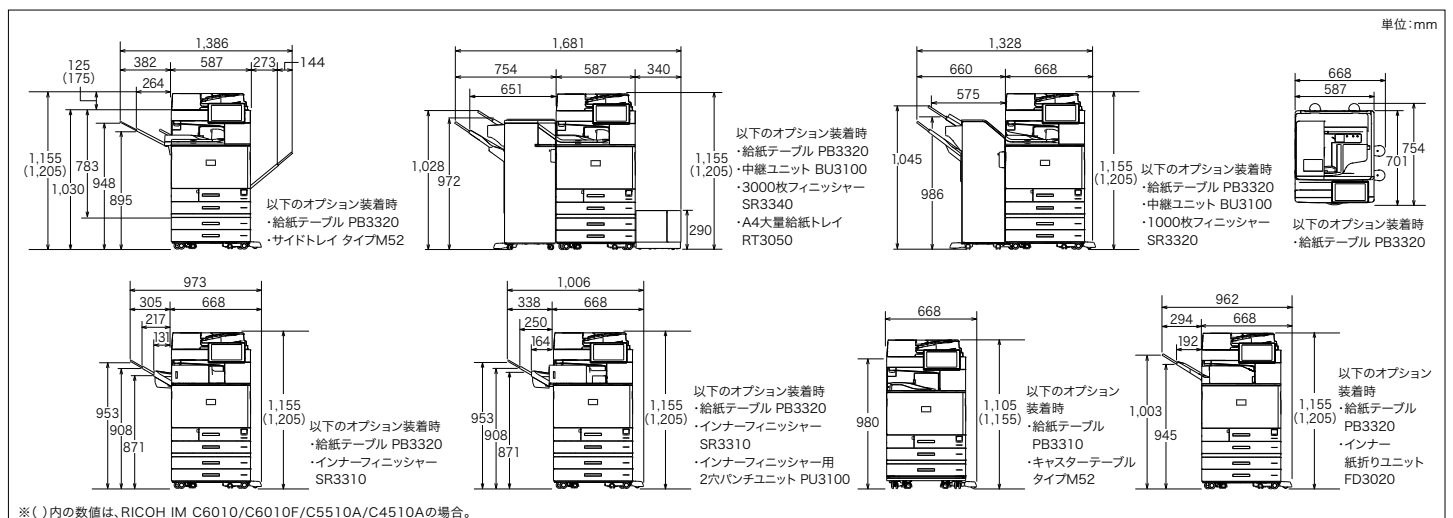 単位：mm
1,386
382
587
273
144
125
(175)
264
1,155
(1,205)
1,030
783
948
895
以下のオプション装着時
・給紙テーブル PB3320
・サイドトレイ タイプM52
1,681
754
587
340
651
1,028
972
1,155
(1,205)
290
以下のオプション装着時
・給紙テーブル PB3320
・中継ユニット BU3100
・3000枚フィニッシャー
SR3340
・A4大量給紙トレイ
RT3050
1,328
660
668
575
1,045
986
1,155
(1,205)
以下のオプション装着時
・給紙テーブル PB3320
・中継ユニット BU3100
・1000枚フィニッシャー
SR3320
668
587
701
754
以下のオプション装着時
・給紙テーブル PB3320
973
305
668
217
131
953
908
871
1,155
(1,205)
以下のオプション装着時
・給紙テーブル PB3320
・インナーフィニッシャー
SR3310
1,006
338
668
250
164
953
908
871
1,155
(1,205)
以下のオプション装着時
・給紙テーブル PB3320
・インナーフィニッシャー
SR3310
・インナーフィニッシャー用
2穴パンチユニット PU3100
668
980
1,105
(1,155)
以下のオプション
装着時
・給紙テーブル
PB3310
・キャスターテーブル
タイプM52
962
294
668
192
1,003
945
1,155
(1,205)
以下のオプション
装着時
・給紙テーブル
PB3320
・インナー
紙折りユニット
FD3020
※( )内の数値は、RICOH IM C6010/C6010F/C5510A/C4510Aの場合。